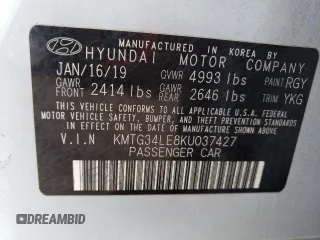 MANUFACTURED IN KOREA BY
HYUNDAI MOTOR COMPANY
JAN/16/19 GVWR 4993 lbs PAINT RGY
GAWR FRONT 2414 lbs GAWR REAR 2646 lbs TRIM YKG
THIS VEHICLE CONFORMS TO ALL APPLICABLE U.S. FEDERAL
MOTOR VEHICLE SAFETY, BUMPER, AND THEFT PREVENTION
STANDARDS IN EFFECT ON THE DATE OF MANUFACTURE SHOWN ABOVE.
V.I.N KMTG34LE8KU037427
PASSENGER CAR
©DREAMBID DREAMBID.COM